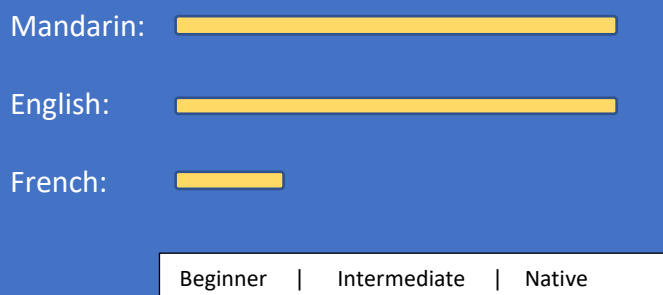 Mandarin:
English:
French:
Beginner | Intermediate | Native